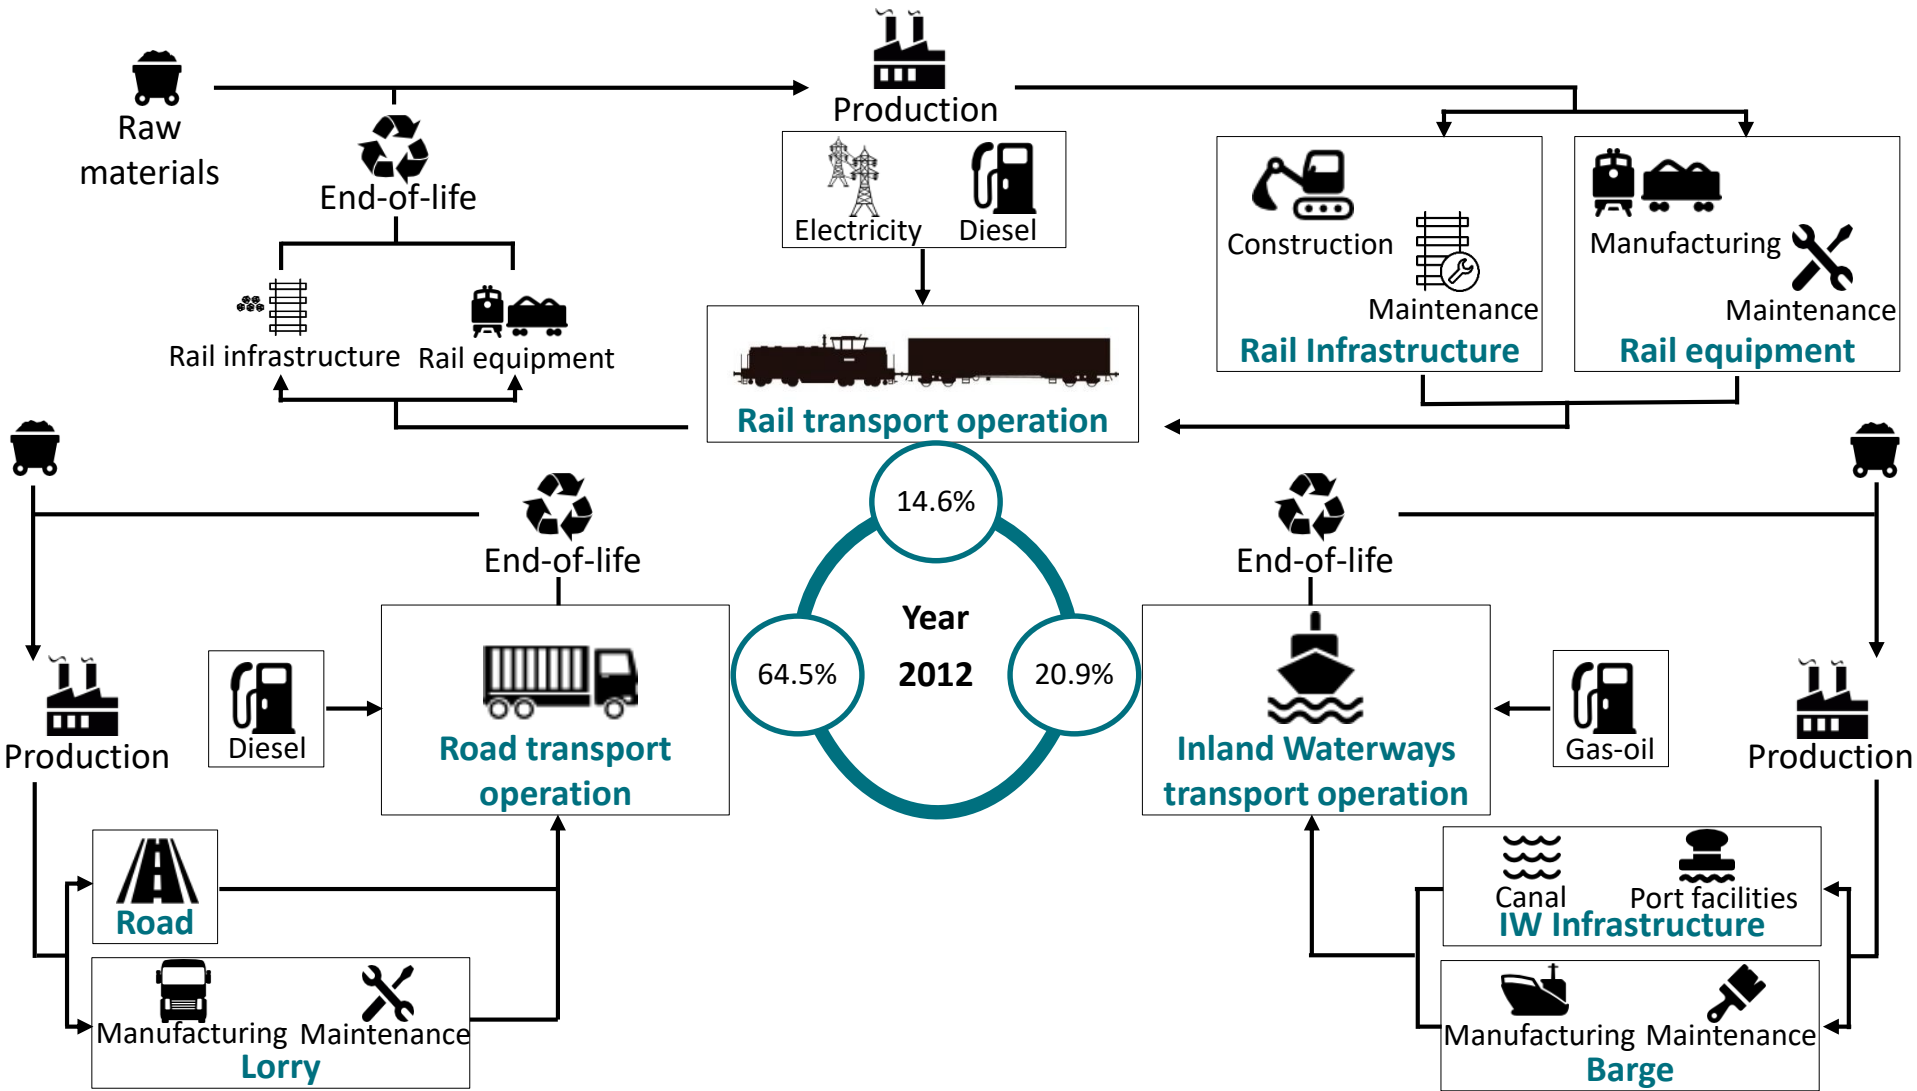 Production
Raw
materials
End-of-life
Electricity
Diesel
Construction
Maintenance
Rail Infrastructure
Manufacturing
Maintenance
Rail equipment
Rail infrastructure
Rail equipment
Rail transport operation
14.6%
End-of-life
End-of-life
Year
2012
64.5%
20.9%
Production
Diesel
Road transport
operation
Inland Waterways
transport operation
Gas-oil
Production
Road
Canal
Port facilities
IW Infrastructure
Manufacturing
Maintenance
Lorry
Manufacturing
Maintenance
Barge